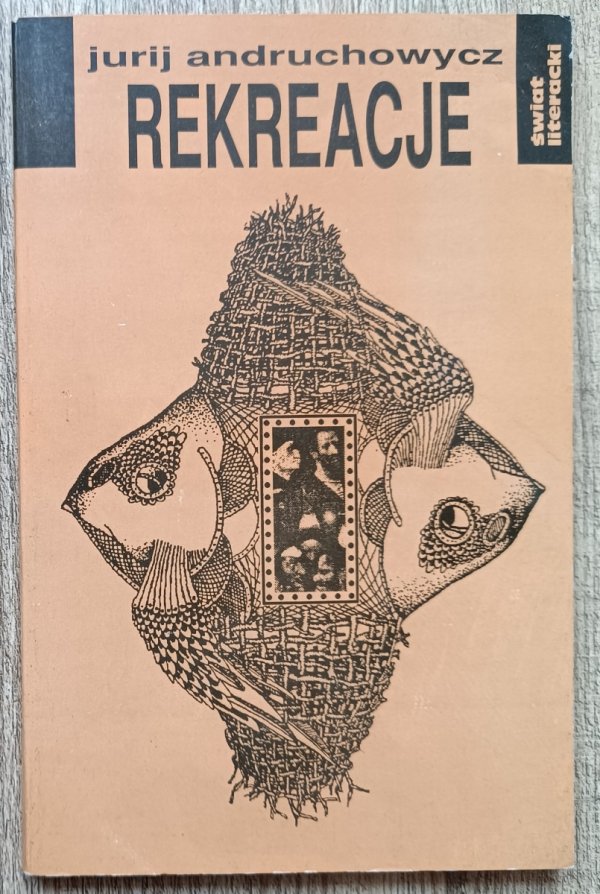 jurij andruchowycz
REKREACJE
świat
literacki